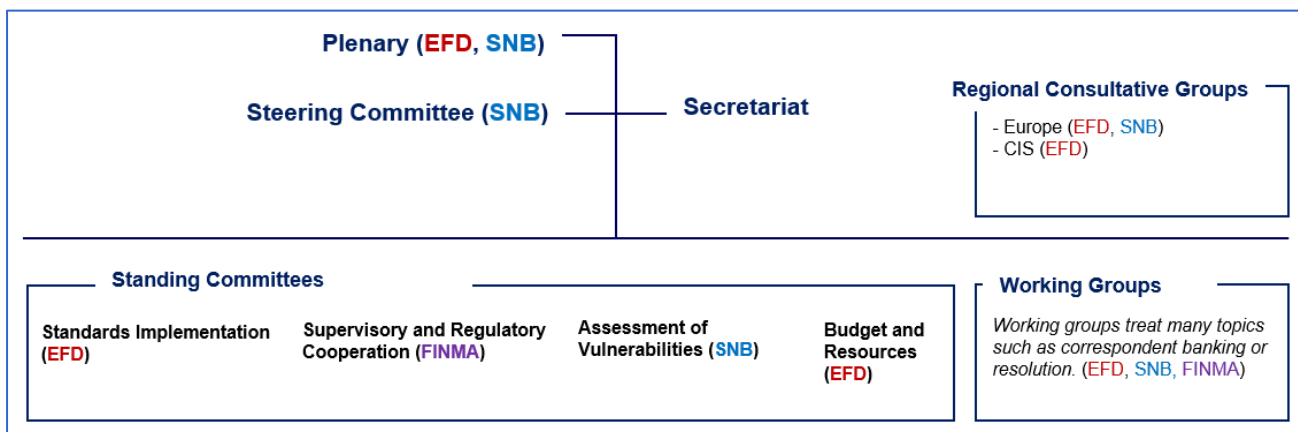 Plenary (EFD, SNB)
Steering Committee (SNB)
Secretariat
Regional Consultative Groups
- Europe (EFD, SNB)
- CIS (EFD)
Standing Committees
Standards Implementation
(EFD)
Supervisory and Regulatory
Cooperation (FINMA)
Assessment of
Vulnerabilities (SNB)
Budget and
Resources
(EFD)
Working Groups
Working groups treat many topics
such as correspondent banking or
resolution. (EFD, SNB, FINMA)